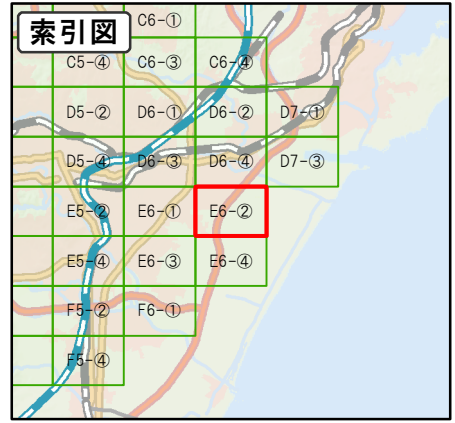 索引図
C6-①
C5-④ C6-③ C6-④
D5-② D6-① D6-② D7-①
D5-④ D6-③ D6-④ D7-③
E5-② E6-① E6-②
E5-④ E6-③ E6-④
F5-② F6-①
F5-④